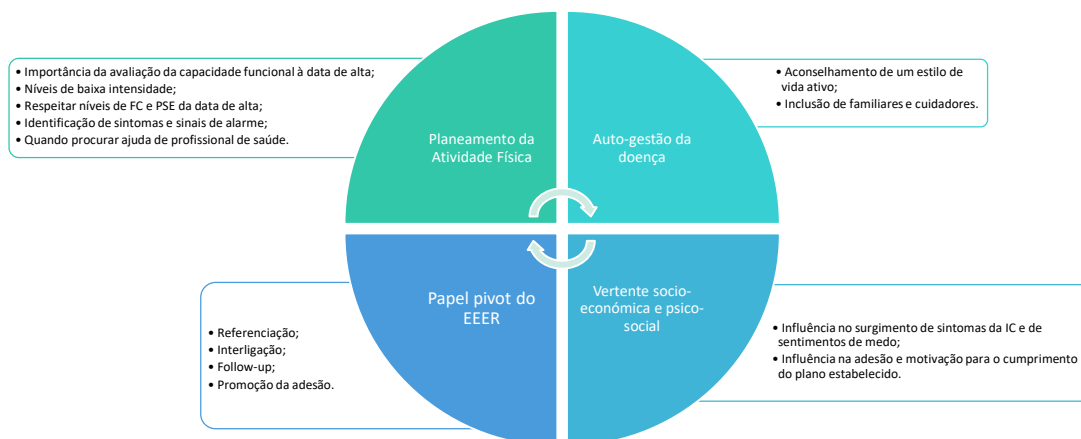 • Importância da avaliação da capacidade funcional à data de alta;
• Níveis de baixa intensidade;
• Respeitar níveis de FC e PSE da data de alta;
• Identificação de sintomas e sinais de alarme;
• Quando procurar ajuda de profissional de saúde.
Planeamento da
Atividade Física
Auto-gestão da
doença
• Aconselhamento de um estilo de
vida ativo;
• Inclusão de familiares e cuidadores.
• Referenciação;
• Interligação;
• Follow-up;
• Promoção da adesão.
Papel pivot do
EEER
Vertente socio-
económica e psico-
social
• Influência no surgimento de sintomas da IC e de
sentimentos de medo;
• Influência na adesão e motivação para o cumprimento
do plano estabelecido.